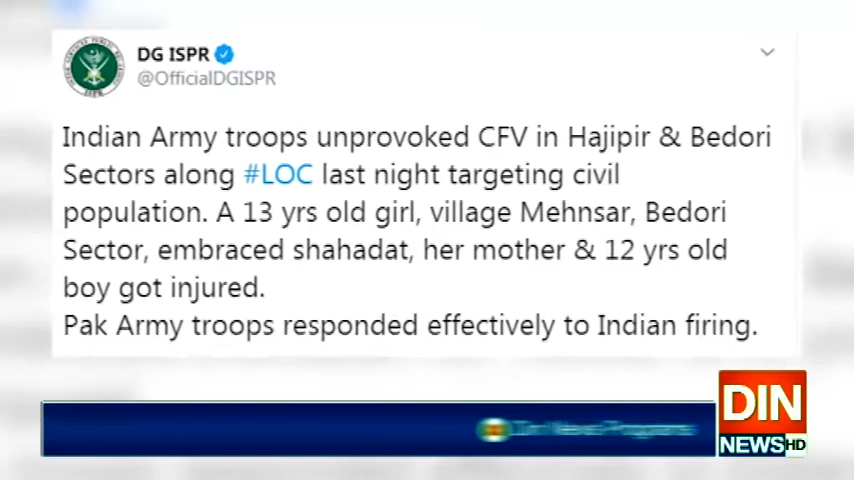 DG ISPR
@OfficialDGISPR
Indian Army troops unprovoked CFV in Hajipir & Bedori
Sectors along #LOC last night targeting civil
population. A 13 yrs old girl, village Mehnsar, Bedori
Sector, embraced shahadat, her mother & 12 yrs old
boy got injured.
Pak Army troops responded effectively to Indian firing.
DIN
NEWS HD